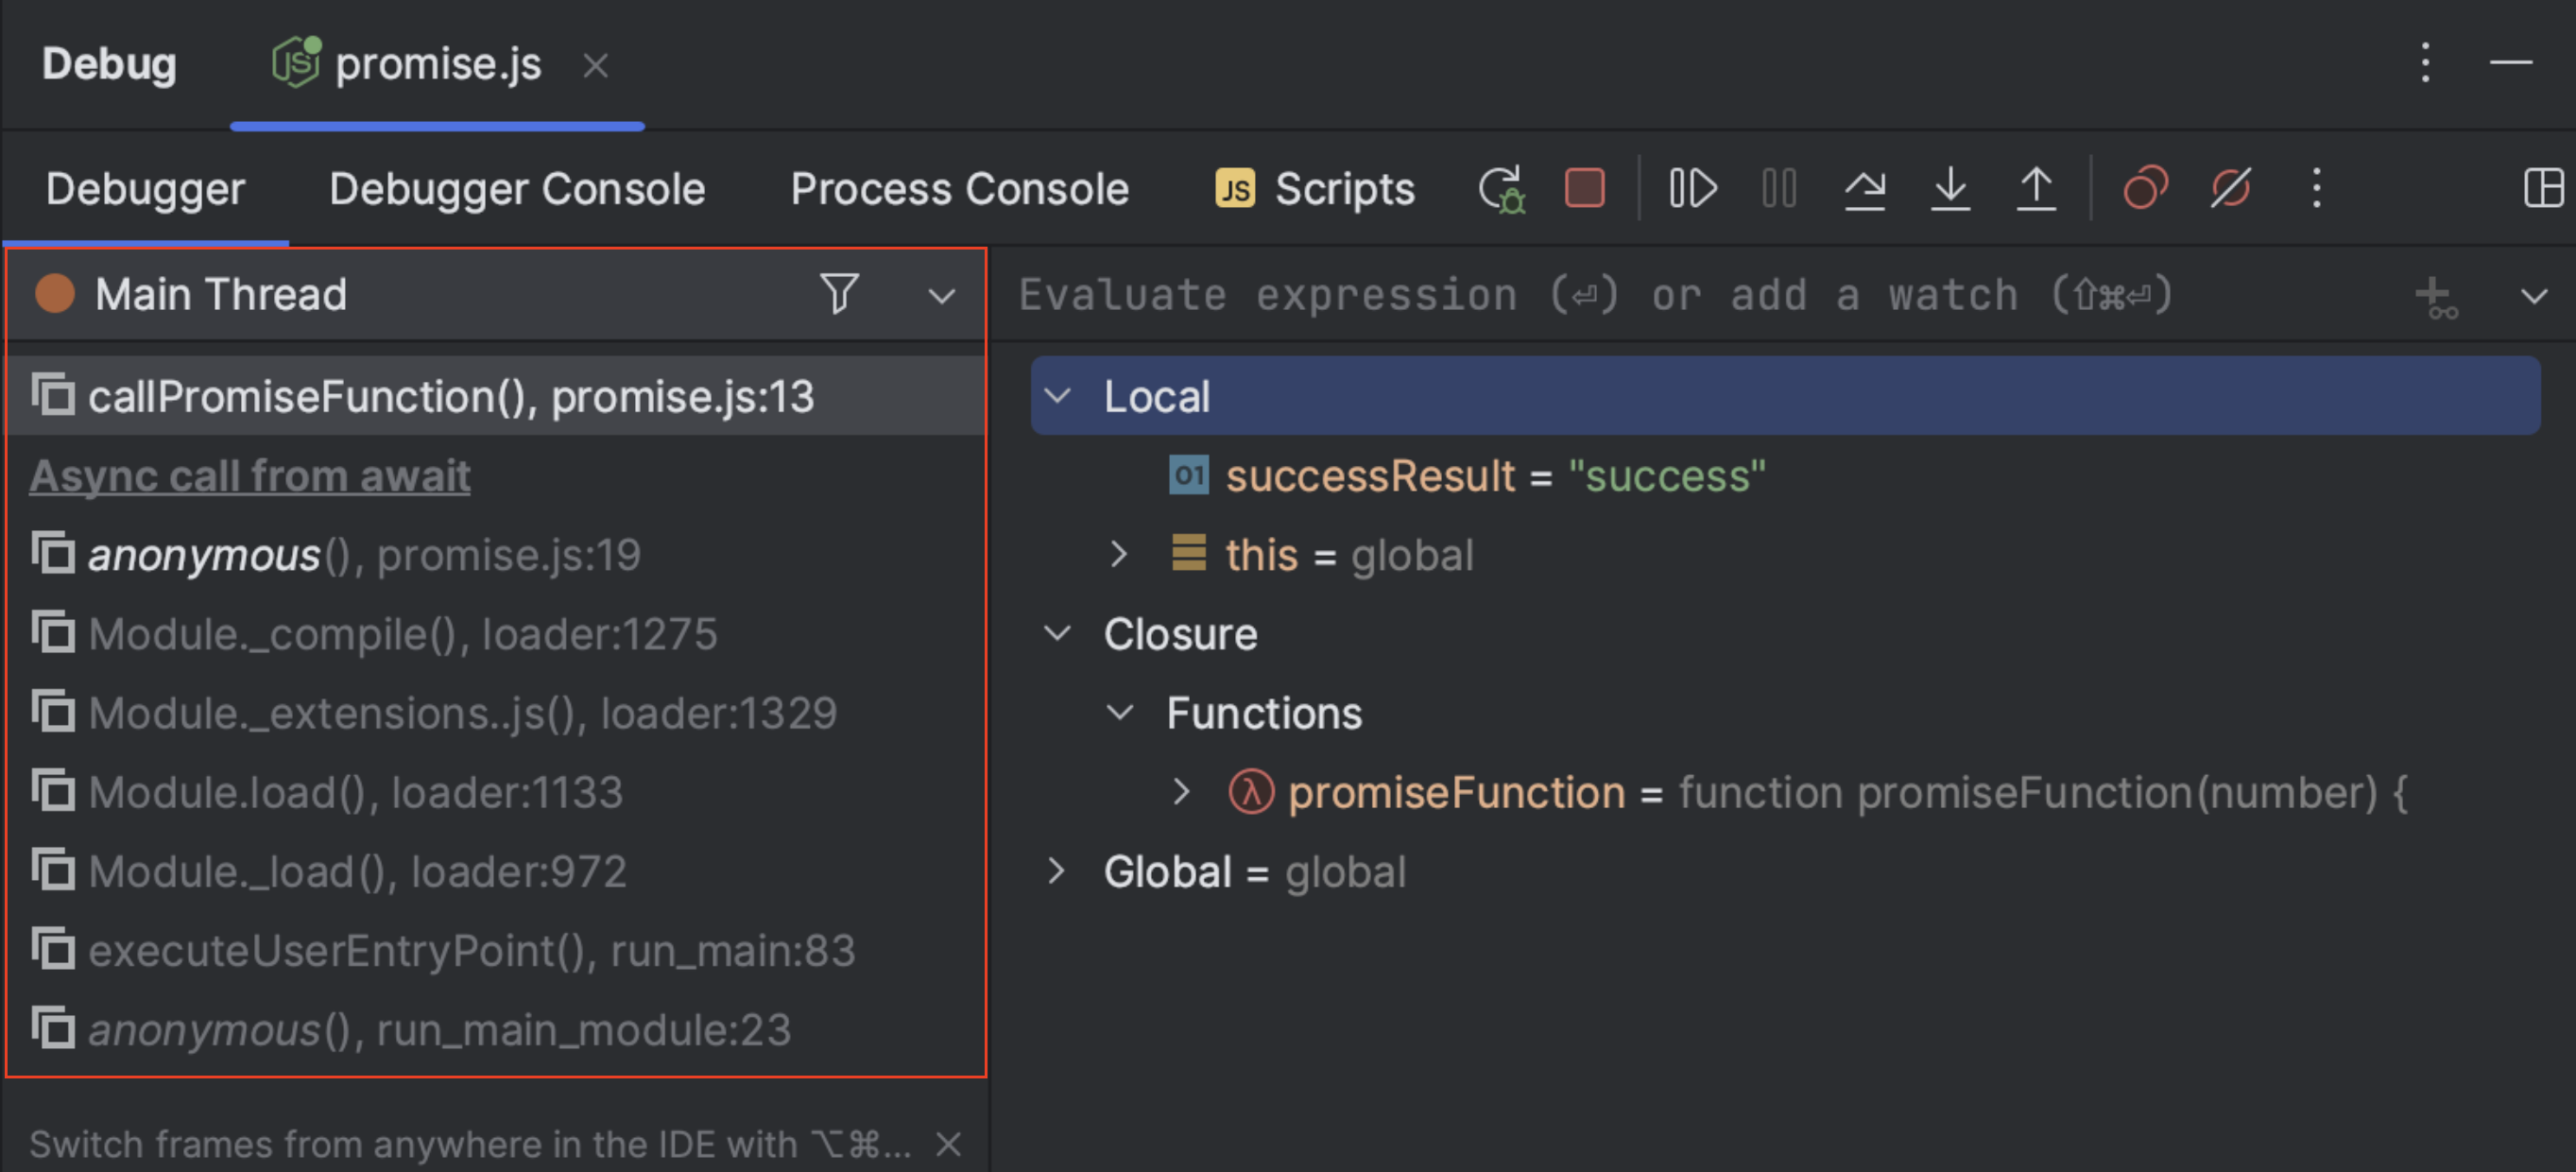 Debug promise.js
Debugger Debugger Console Process Console JS Scripts
Main Thread
callPromiseFunction(), promise.js:13
Async call from await
anonymous(), promise.js:19
Module._compile(), loader:1275
Module._extensions..js(), loader:1329
Module.load(), loader:1133
Module._load(), loader:972
executeUserEntryPoint(), run_main:83
anonymous(), run_main_module:23
Switch frames from anywhere in the IDE with ⌥⌘...
Evaluate expression (⏎) or add a watch (⇧⌘⏎)
Local
01 successResult = "success"
this = global
Closure
Functions
λ promiseFunction = function promiseFunction(number) {
Global = global